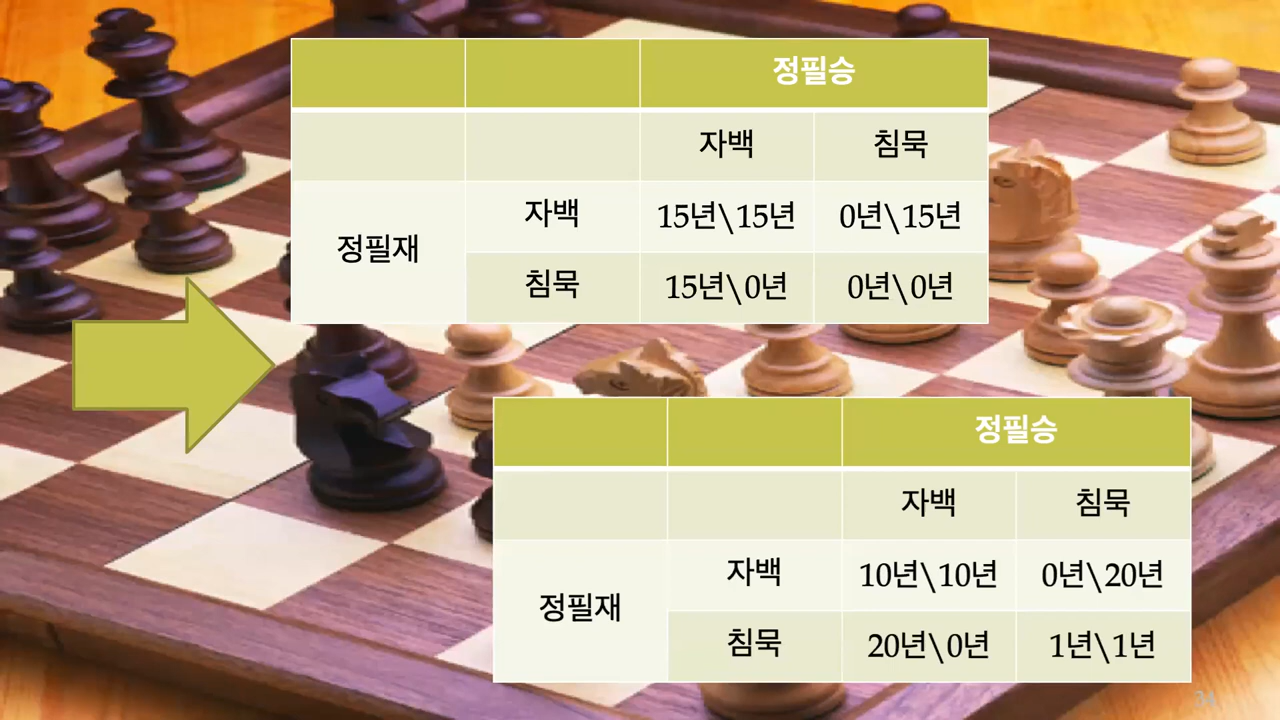 정필승
자백 침묵
정필재 자백 15년\15년 0년\15년
침묵 15년\0년 0년\0년
정필승
자백 침묵
정필재 자백 10년\10년 0년\20년
침묵 20년\0년 1년\1년
34